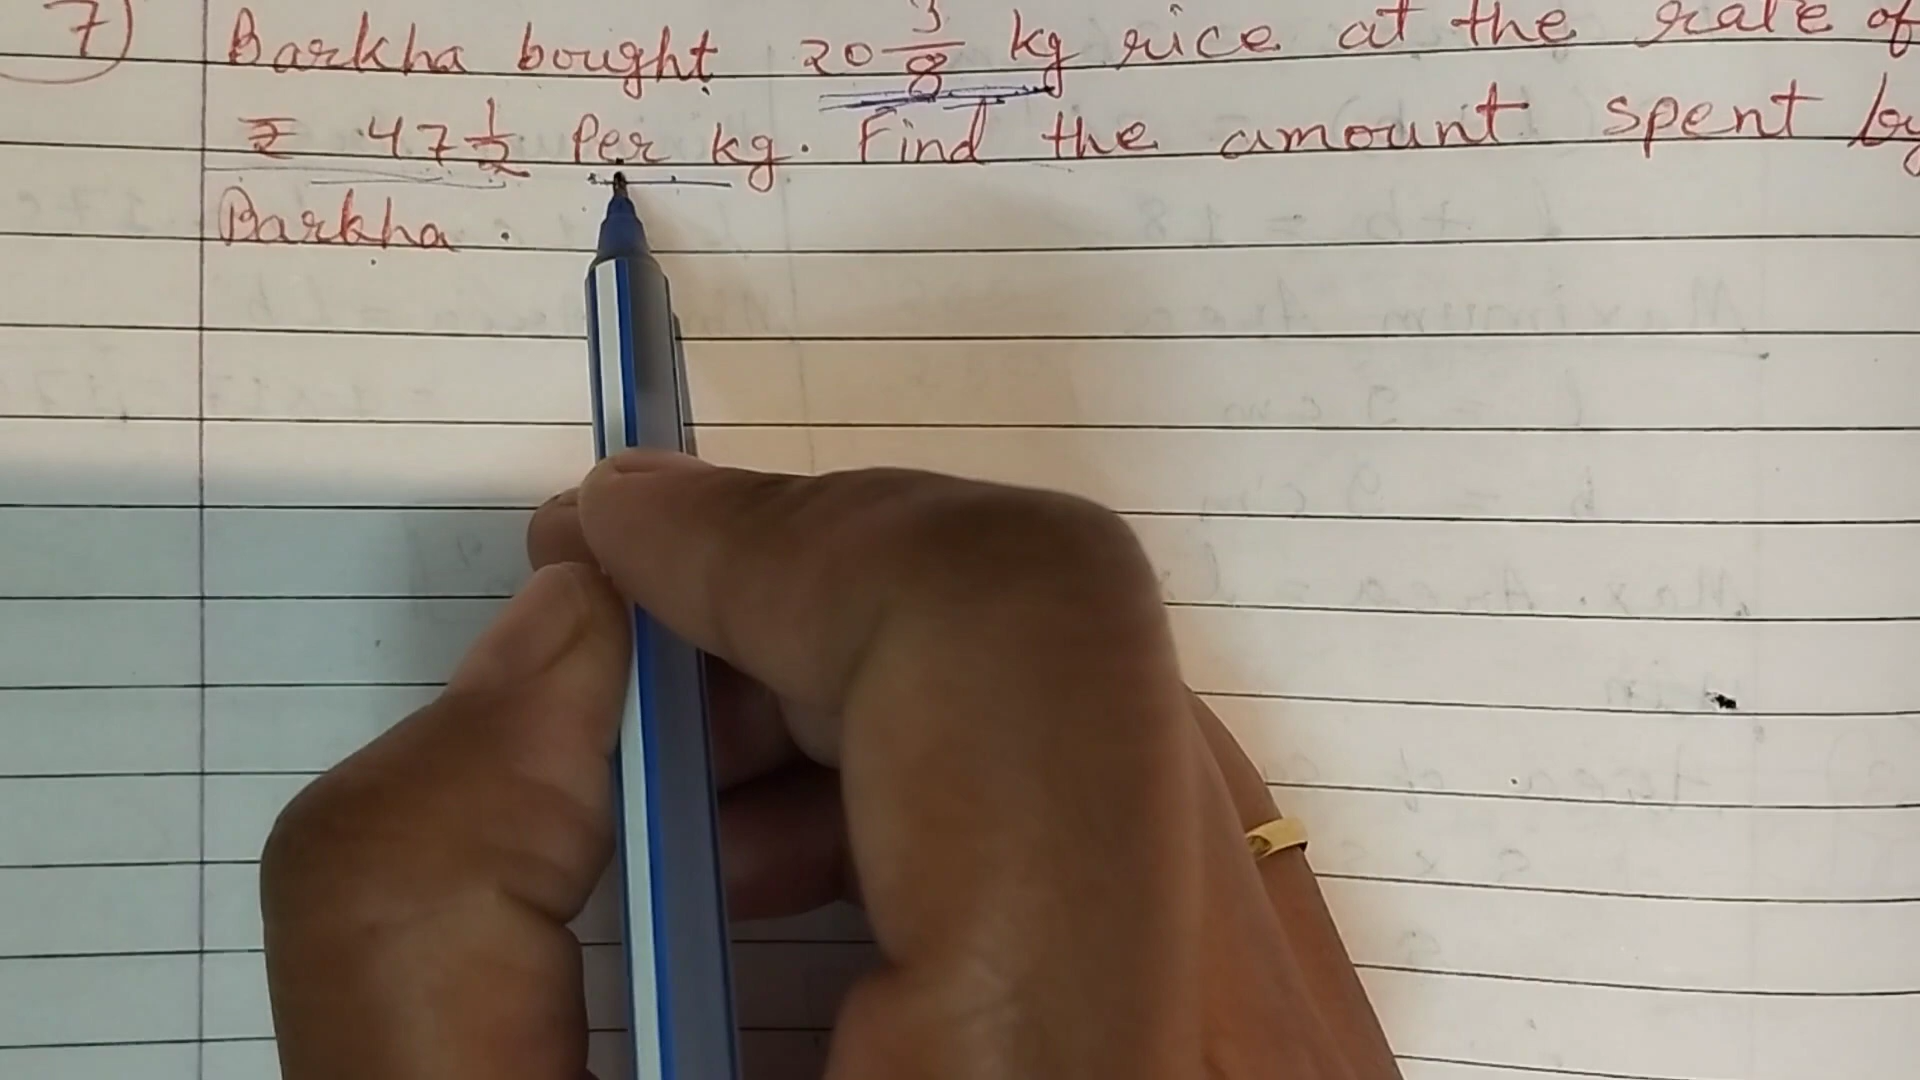 7) Barkha bought 20 3/8 kg rice at the rate of
₹ 47 1/2 Per kg. Find the amount spent by
Barkha.